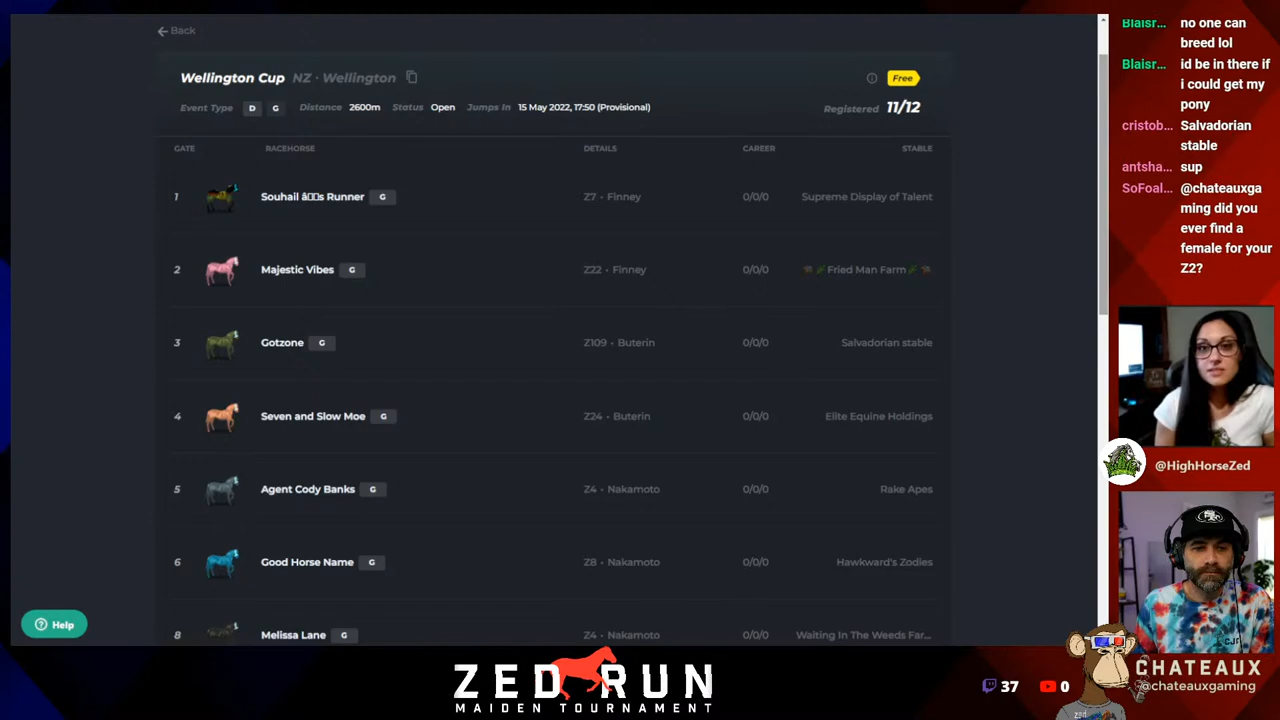 Back
Wellington Cup NZ · Wellington
Free
Event Type D G Distance 2600m Status Open Jumps In 15 May 2022, 17:50 (Provisional)
Registered 11/12
GATE RACEHORSE DETAILS CAREER STABLE
1 Souhail â s Runner G Z7 · Finney 0/0/0 Supreme Display of Talent
2 Majestic Vibes G Z22 · Finney 0/0/0 Fried Man Farm
3 Gotzone G Z109 · Buterin 0/0/0 Salvadorian stable
4 Seven and Slow Moe G Z24 · Buterin 0/0/0 Elite Equine Holdings
5 Agent Cody Banks G Z4 · Nakamoto 0/0/0 Rake Apes
6 Good Horse Name G Z8 · Nakamoto 0/0/0 Hawkward's Zodies
8 Melissa Lane G Z4 · Nakamoto 0/0/0 Waiting In The Weeds Far...
Help
Blaisr... no one can
breed lol
Blaisr... id be in there if
i could get my
pony
cristob... Salvadorian
stable
antsha... sup
SoFoal... @chateauxga
ming did you
ever find a
female for your
Z2?
@HighHorseZed
ZED RUN
MAIDEN TOURNAMENT
37 0
CHATEAUX
@chateauxgaming